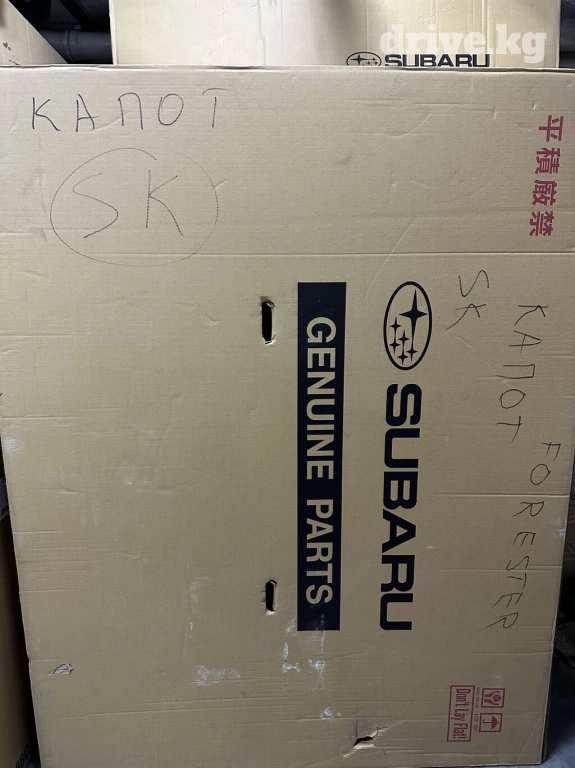 drive.kg
SUBARU
КАПОТ
SK
平積厳禁
КАПОТ FORESTER
SK
SUBARU
GENUINE PARTS
Don't Lay Flat!